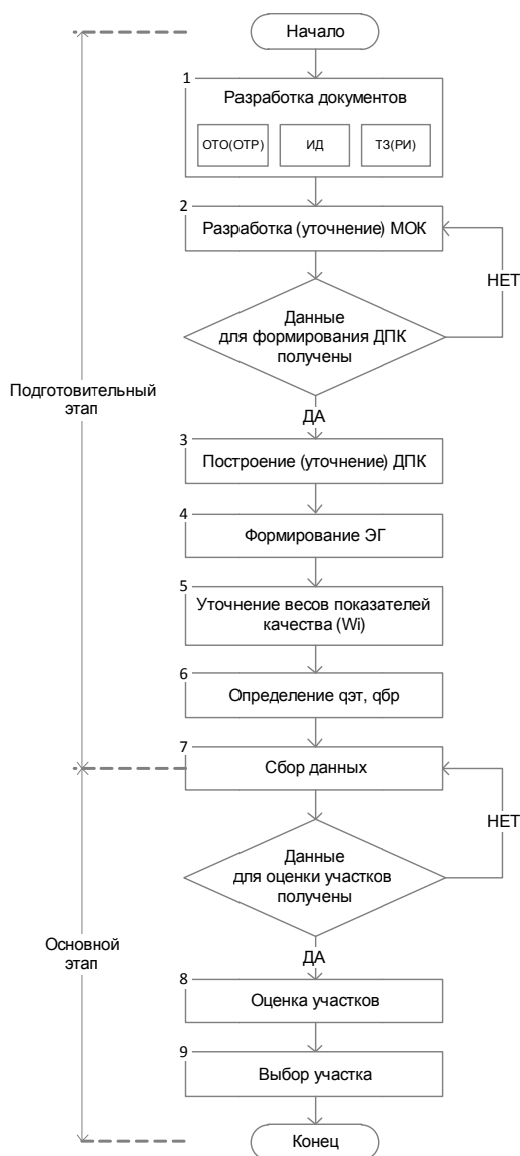 Начало
1
Разработка документов
ОТО(ОТР)
ИД
ТЗ(РИ)
2
Разработка (уточнение) МОК
НЕТ
Данные
для формирования ДПК
получены
Подготовительный
этап
ДА
3
Построение (уточнение) ДПК
4
Формирование ЭГ
5
Уточнение весов показателей
качества (Wi)
6
Определение qэт, qбр
7
Сбор данных
НЕТ
Данные
для оценки участков
получены
Основной
этап
ДА
8
Оценка участков
9
Выбор участка
Конец